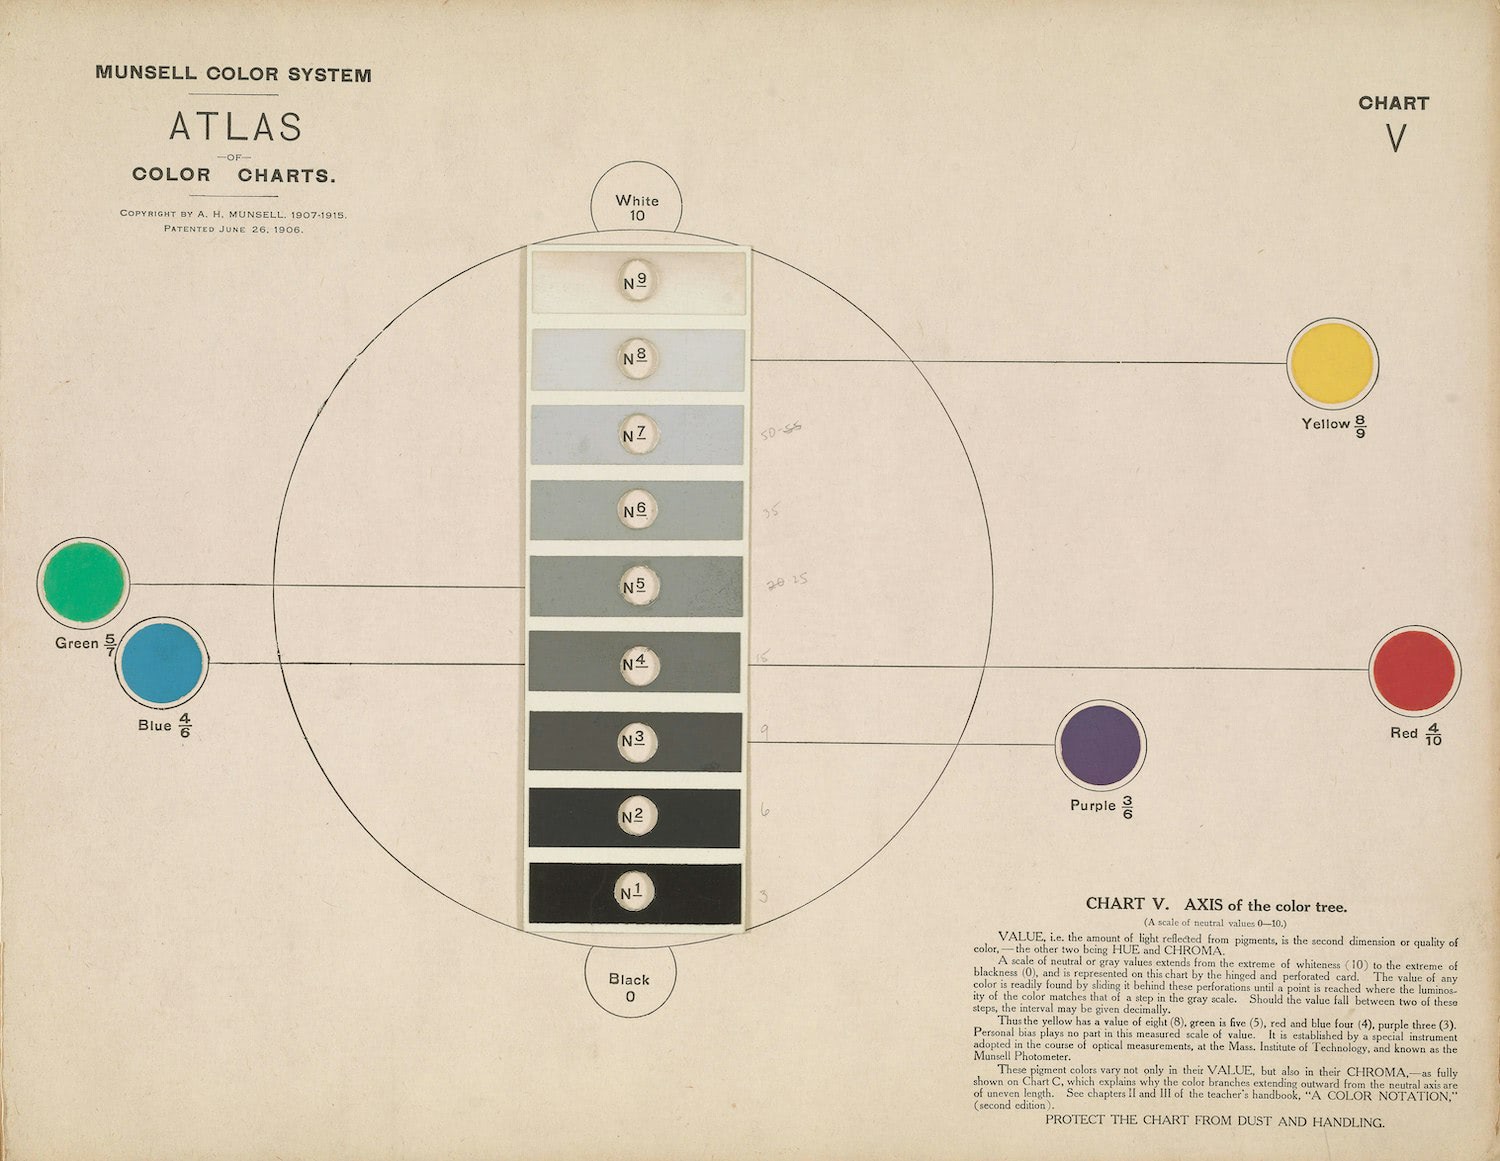 MUNSELL COLOR SYSTEM
ATLAS
—OF—
COLOR CHARTS.
COPYRIGHT BY A. H. MUNSELL. 1907-1915.
PATENTED JUNE 26, 1906.
CHART
V
White
10
N 9
N 8
N 7
50-55
N 6
35
N 5
20 25
N 4
15
N 3
9
N 2
6
N 1
3
Black
0
Yellow 8/9
Green 5/7
Blue 4/6
Red 4/10
Purple 3/6
CHART V. AXIS of the color tree.
(A scale of neutral values 0—10.)
VALUE, i.e. the amount of light reflected from pigments, is the second dimension or quality of
color,—the other two being HUE and CHROMA.
A scale of neutral or gray values extends from the extreme of whiteness (10) to the extreme of
blackness (0), and is represented on this chart by the hinged and perforated card. The value of any
color is readily found by sliding it behind these perforations until a point is reached where the luminos-
ity of the color matches that of a step in the gray scale. Should the value fall between two of these
steps, the interval may be given decimally.
Thus the yellow has a value of eight (8), green is five (5), red and blue four (4), purple three (3).
Personal bias plays no part in this measured scale of value. It is established by a special instrument
adopted in the course of optical measurements, at the Mass. Institute of Technology, and known as the
Munsell Photometer.
These pigment colors vary not only in their VALUE, but also in their CHROMA,—as fully
shown on Chart C, which explains why the color branches extending outward from the neutral axis are
of uneven length. See chapters II and III of the teacher's handbook, "A COLOR NOTATION,"
(second edition).
PROTECT THE CHART FROM DUST AND HANDLING.